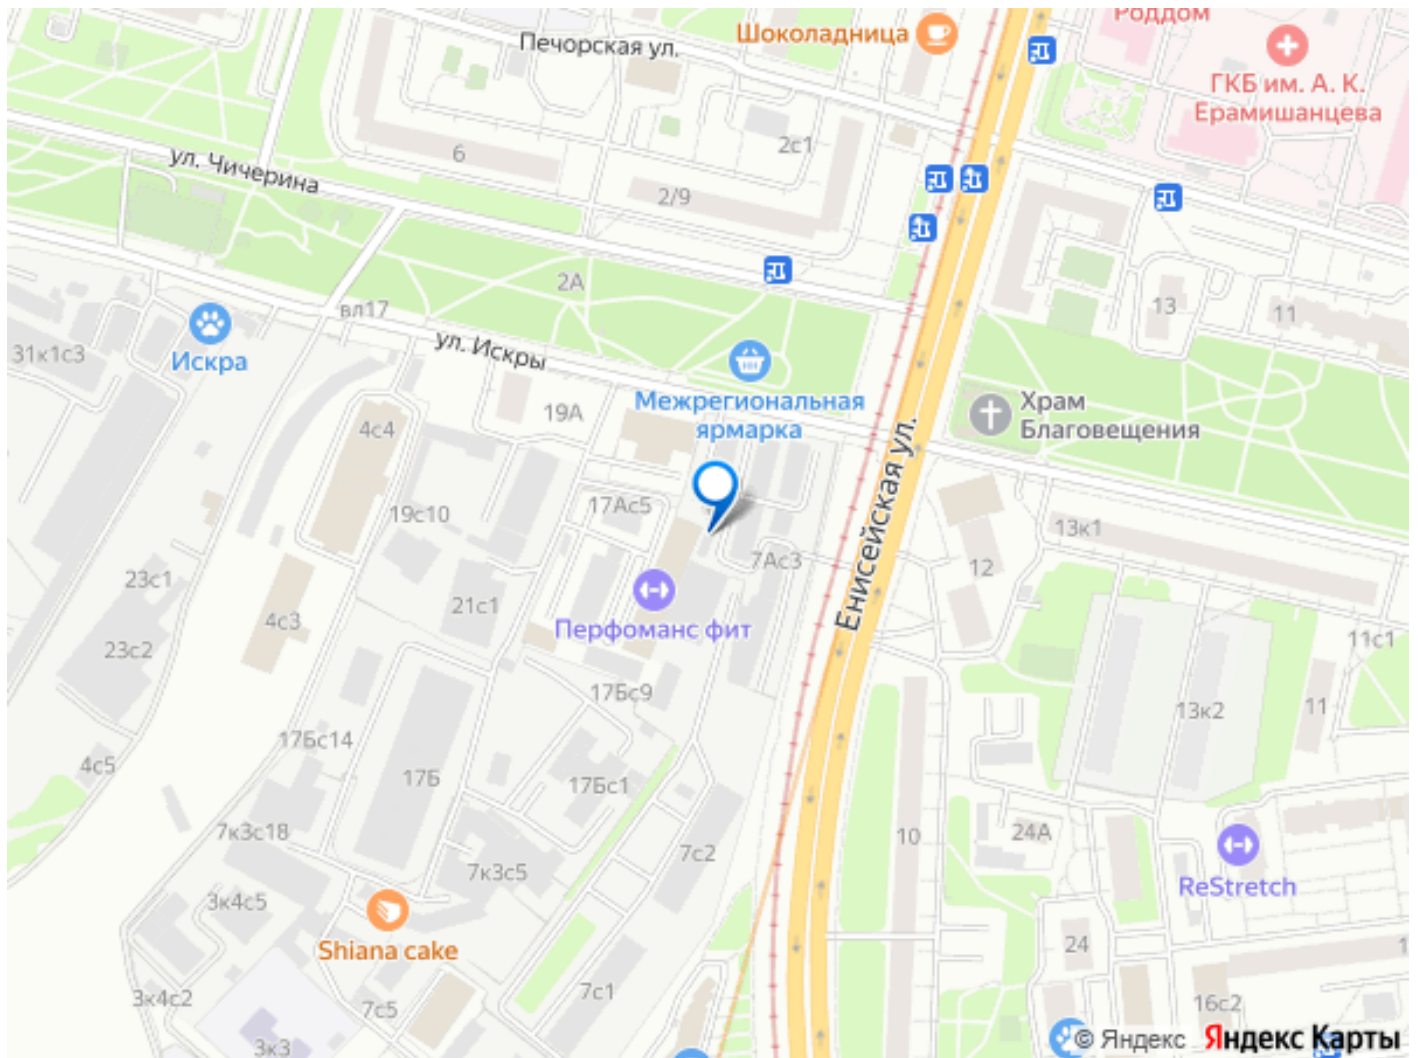 Роддом
Шоколадница
Печорская ул.
ГКБ им. А. К.
Ерамишанцева
2с1
6
ул. Чичерина
2/9
2А
13
11
вл17
31к1с3
Искра
ул. Искры
Межрегиональная
ярмарка
Храм
Благовещения
19А
4с4
Енисейская ул.
17Ас5
19с10
13к1
7Ас3
12
23с1
21с1
4с3
Перфоманс фит
11с1
23с2
17Бс9
13к2
11
17Бс14
4с5
17Б
17Бс1
7к3с18
10
24А
7с2
7к3с5
ReStretch
3к4с5
Shiana cake
24
1
3к4с2
7с1
7с5
16с2
3к3
© Яндекс Яндекс Карты